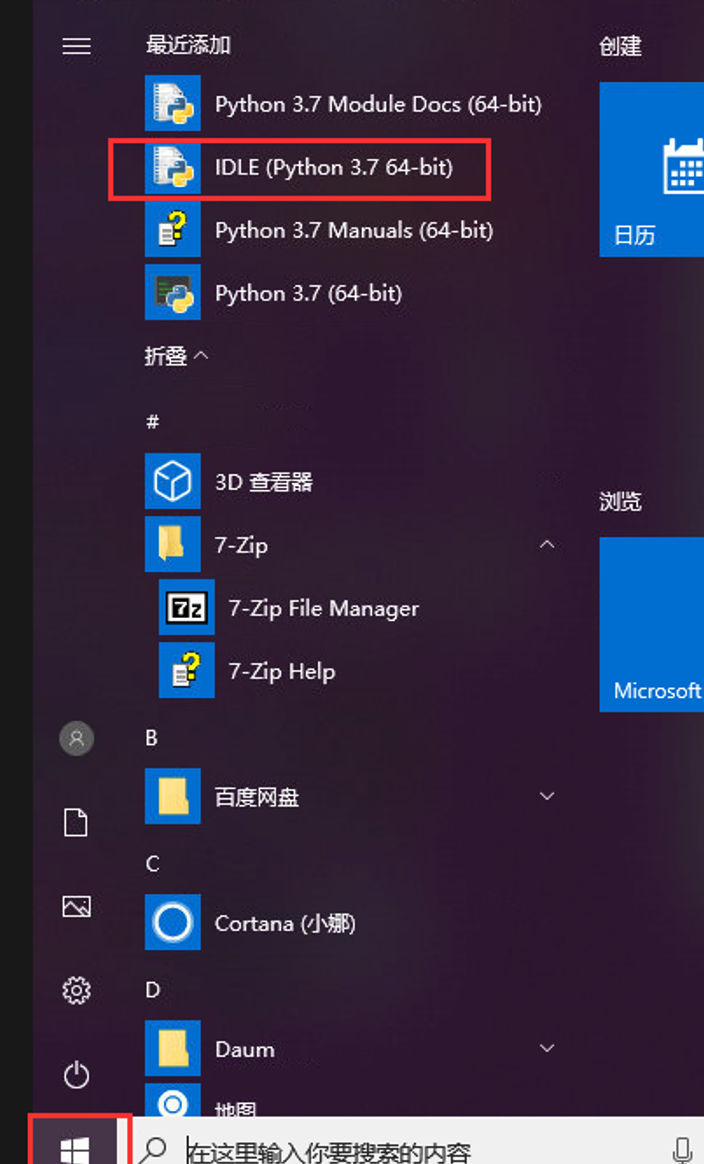 最近添加
创建
Python 3.7 Module Docs (64-bit)
IDLE (Python 3.7 64-bit)
Python 3.7 Manuals (64-bit)
日历
Python 3.7 (64-bit)
折叠
#
3D 查看器
浏览
7-Zip
7z
7-Zip File Manager
7-Zip Help
Microsoft
B
百度网盘
C
Cortana (小娜)
D
Daum
地图
在这里输入你要搜索的内容